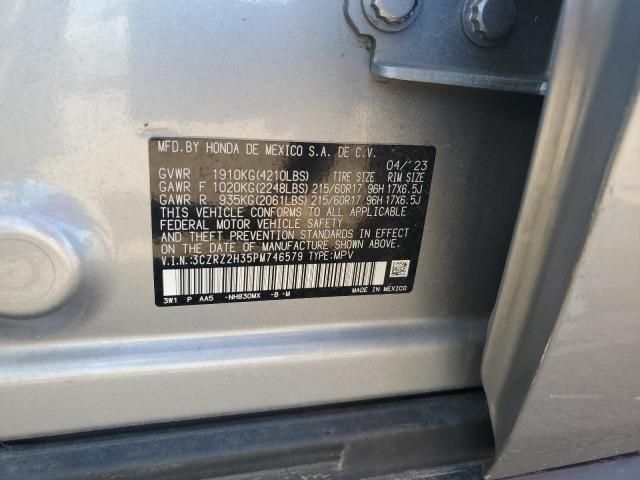 MFD.BY HONDA DE MEXICO S.A. DE C.V.
04/'23
GVWR 1910KG(4210LBS) TIRE SIZE RIM SIZE
GAWR F 1020KG(2248LBS) 215/60R17 96H 17X6.5J
GAWR R 935KG(2061LBS) 215/60R17 96H 17X6.5J
THIS VEHICLE CONFORMS TO ALL APPLICABLE
FEDERAL MOTOR VEHICLE SAFETY
AND THEFT PREVENTION STANDARDS IN EFFECT
ON THE DATE OF MANUFACTURE SHOWN ABOVE.
V.I.N.:3CZRZ2H35PM746579 TYPE:MPV
3W1 P AA5 -NH830MX -B -M
MADE IN MEXICO